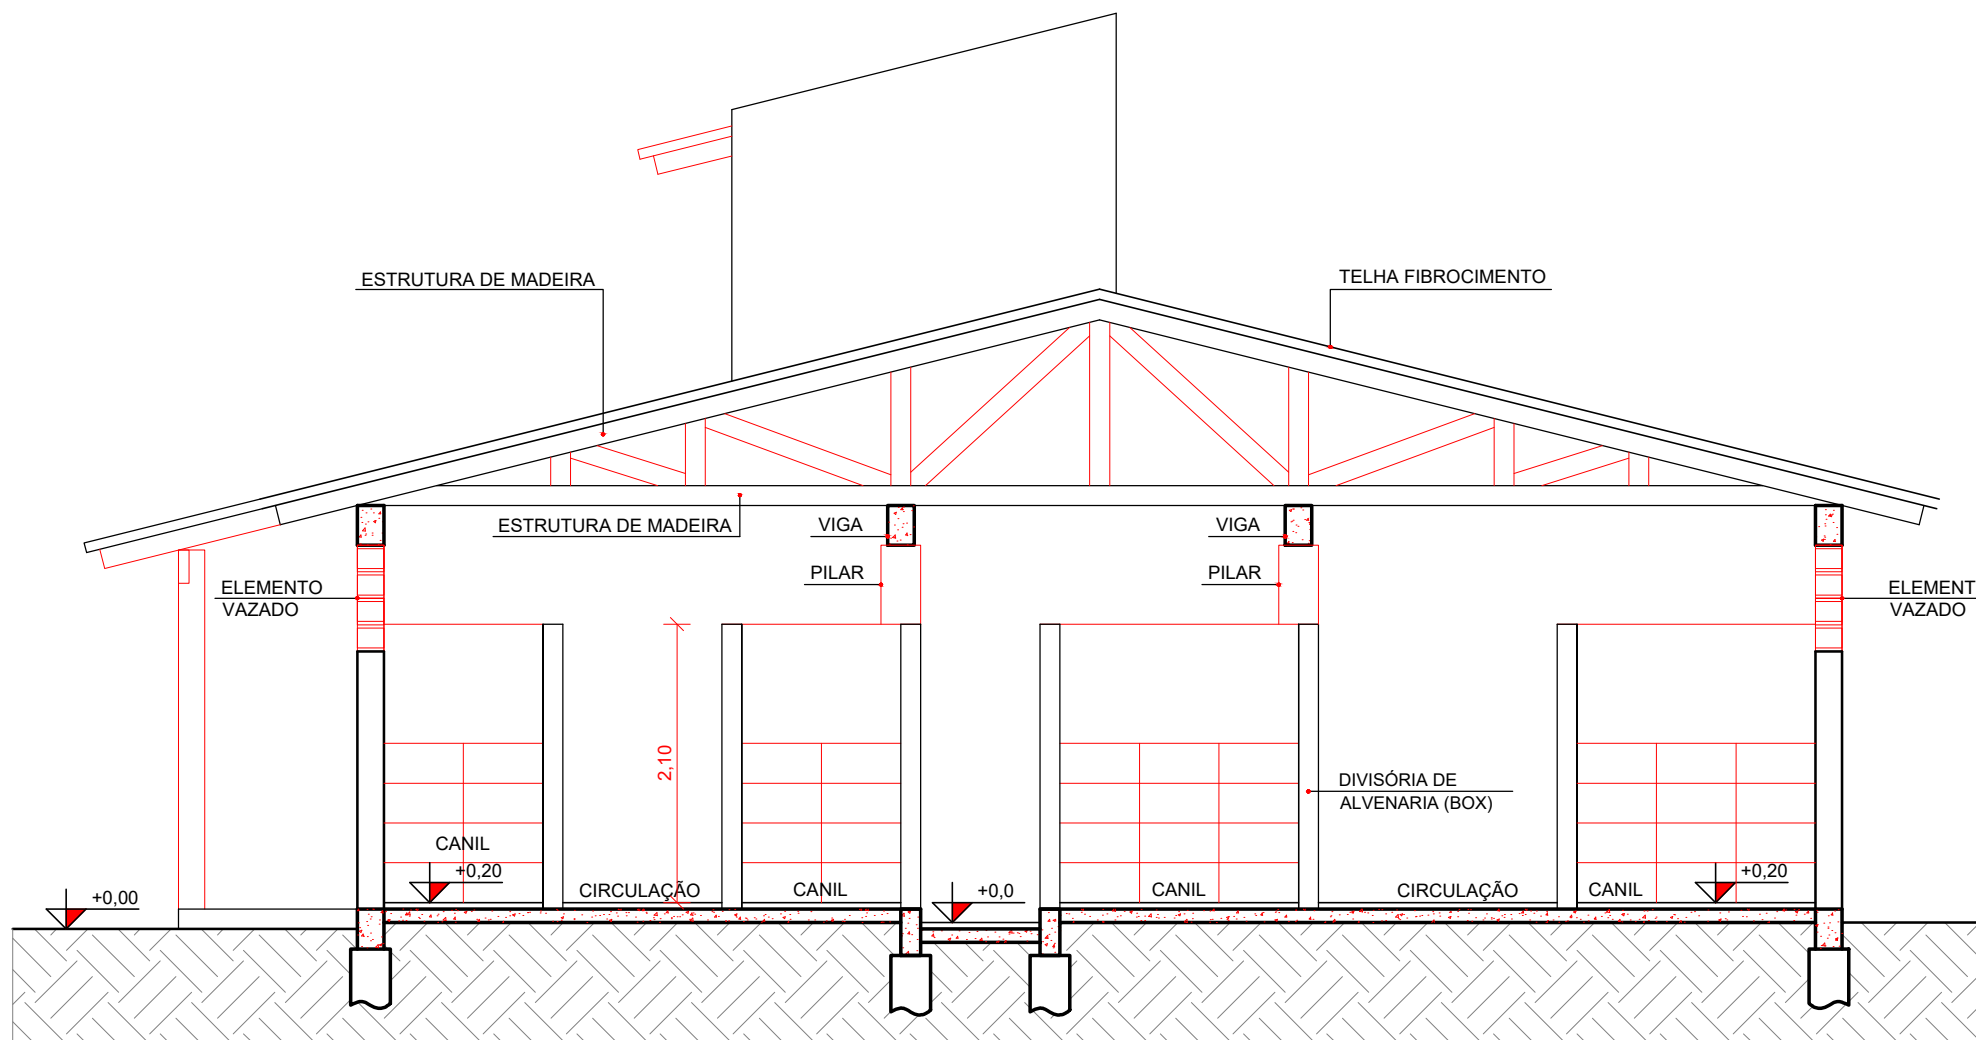 TELHA FIBROCIMENTO
ESTRUTURA DE MADEIRA
ESTRUTURA DE MADEIRA
VIGA
VIGA
PILAR
PILAR
ELEMENTO
VAZADO
ELEMENT
VAZADO
2,10
DIVISÓRIA DE
ALVENARIA (BOX)
CANIL
+0,20
+0,00
CIRCULAÇÃO
CANIL
+0,0
CANIL
CIRCULAÇÃO
CANIL
+0,20